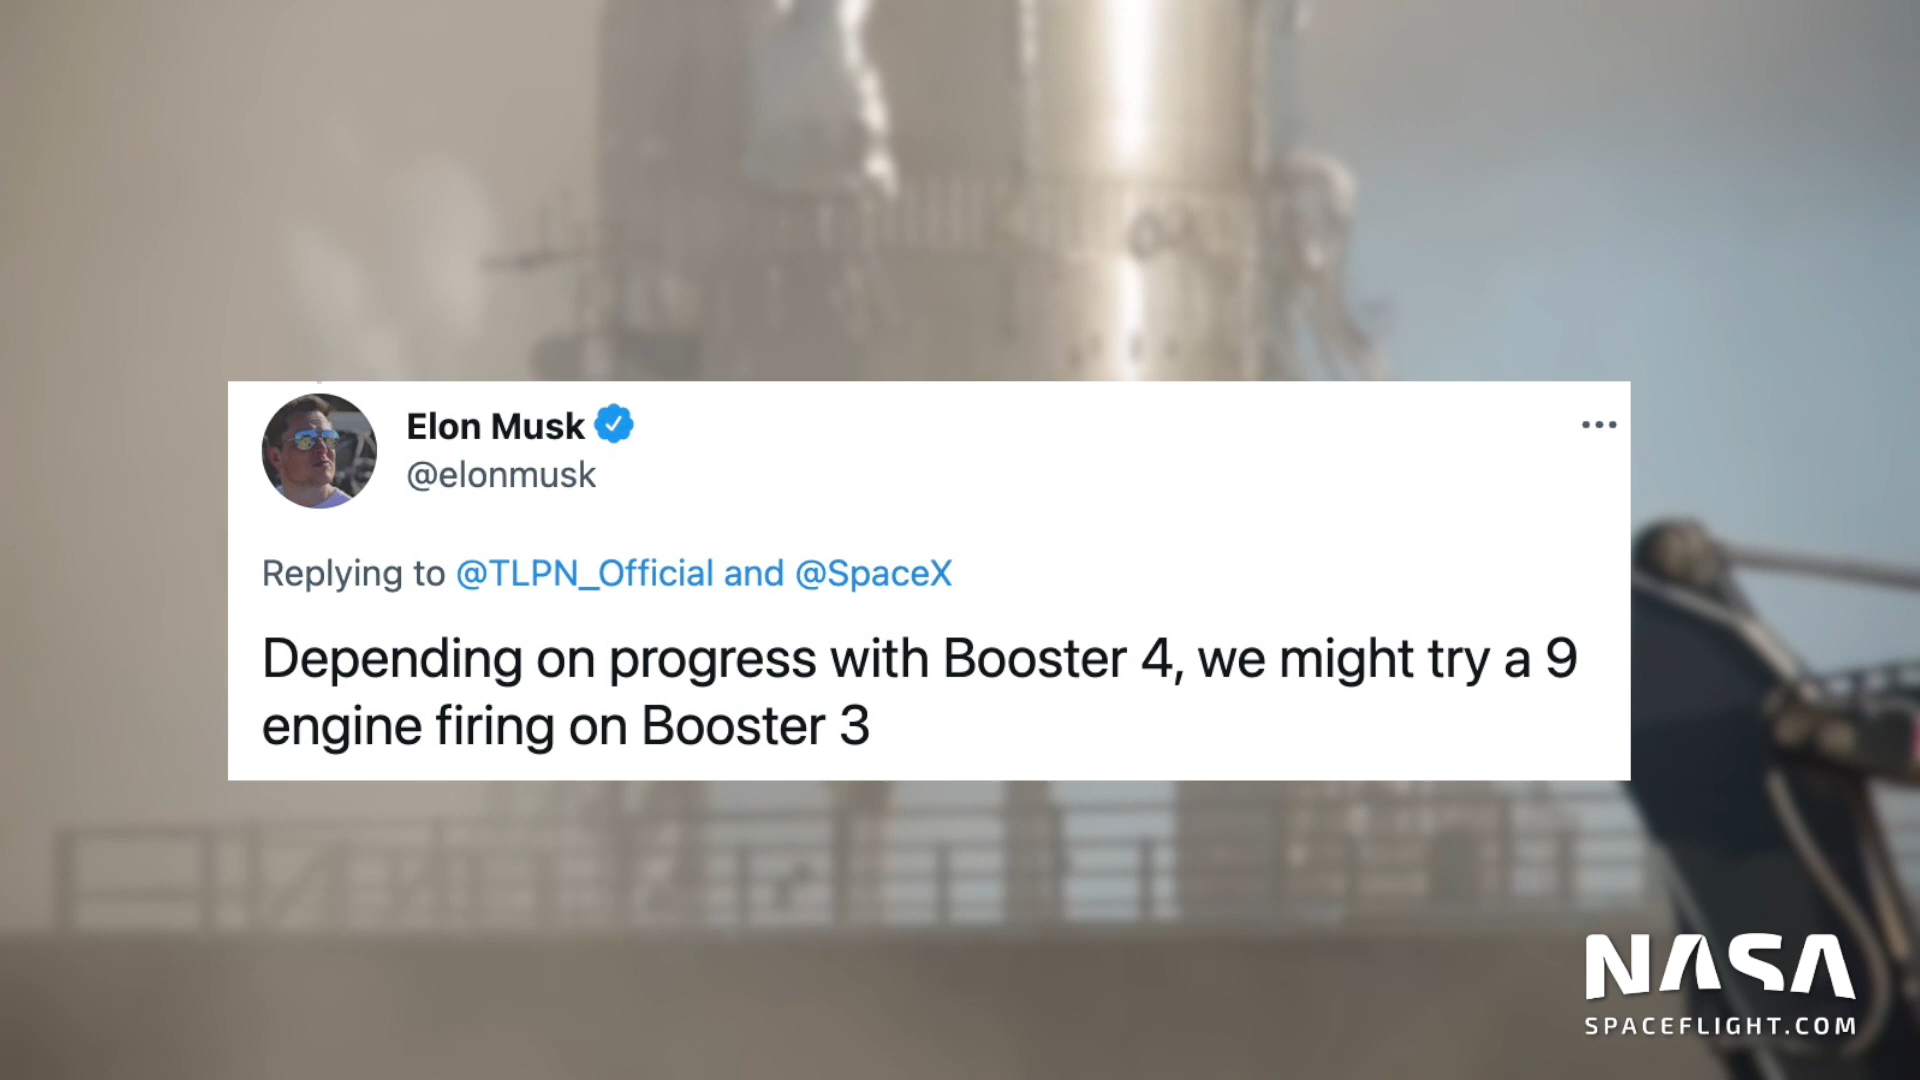 Elon Musk
@elonmusk
Replying to @TLPN_Official and @SpaceX
Depending on progress with Booster 4, we might try a 9
engine firing on Booster 3
NASA
SPACEFLIGHT.COM